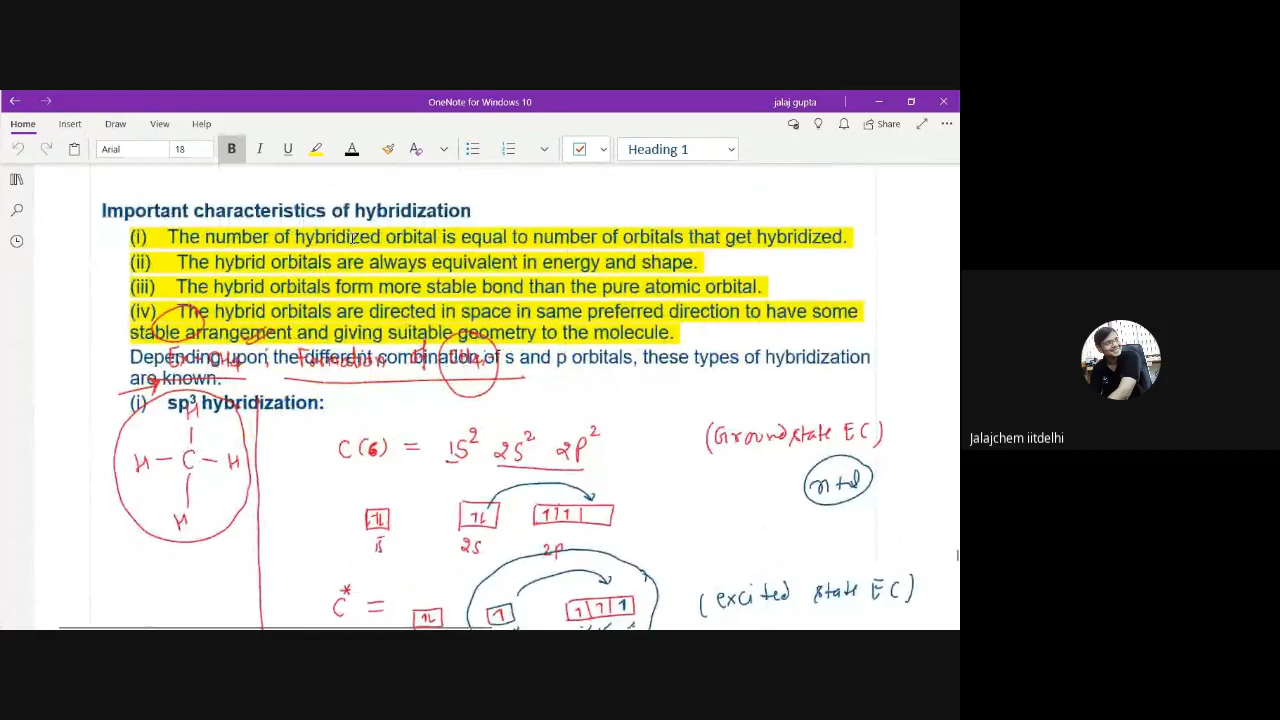 OneNote for Windows 10
jalaj gupta
Home Insert Draw View Help
Share
Arial 18 B I U A Heading 1
Important characteristics of hybridization
(i) The number of hybridized orbital is equal to number of orbitals that get hybridized.
(ii) The hybrid orbitals are always equivalent in energy and shape.
(iii) The hybrid orbitals form more stable bond than the pure atomic orbital.
(iv) The hybrid orbitals are directed in space in same preferred direction to have some
stable arrangement and giving suitable geometry to the molecule.
Depending upon the different combination of s and p orbitals, these types of hybridization
are known.
Formation of CH4
(i) sp³ hybridization:
H
H – C – H
H
C(6) = 1S² 2S² 2P²
(Ground state EC)
n+l
1s 2S 2P
C* =
(excited state EC)
Jalajchem iitdelhi